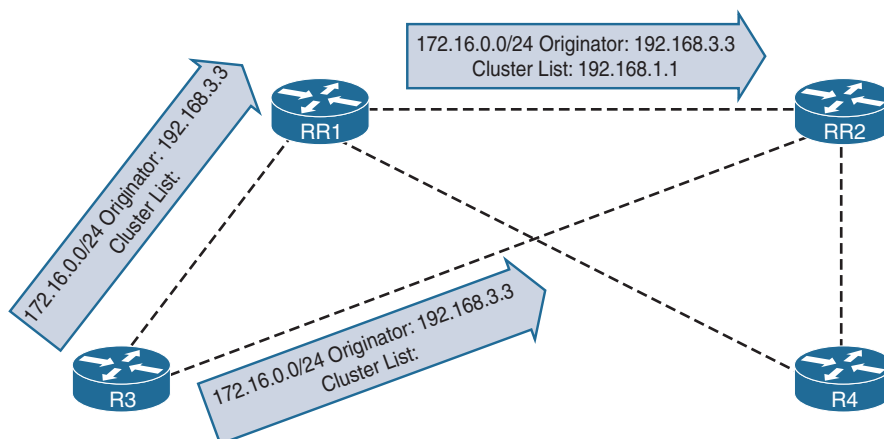 172.16.0.0/24 Originator: 192.168.3.3
Cluster List: 192.168.1.1
172.16.0.0/24 Originator: 192.168.3.3
Cluster List:
RR1
RR2
172.16.0.0/24 Originator: 192.168.3.3
Cluster List:
R3
R4